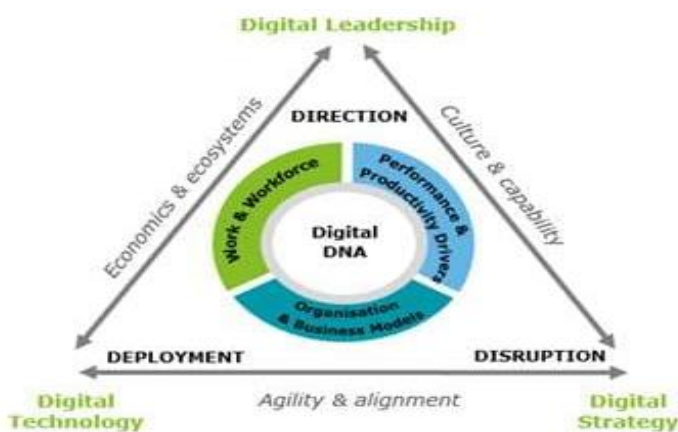 Digital Leadership
Economics & ecosystems
Culture & capability
DIRECTION
Work & Workforce
Performance &
Productivity Drivers
Digital
DNA
Organisation
& Business Models
DEPLOYMENT
DISRUPTION
Digital
Technology
Agility & alignment
Digital
Strategy